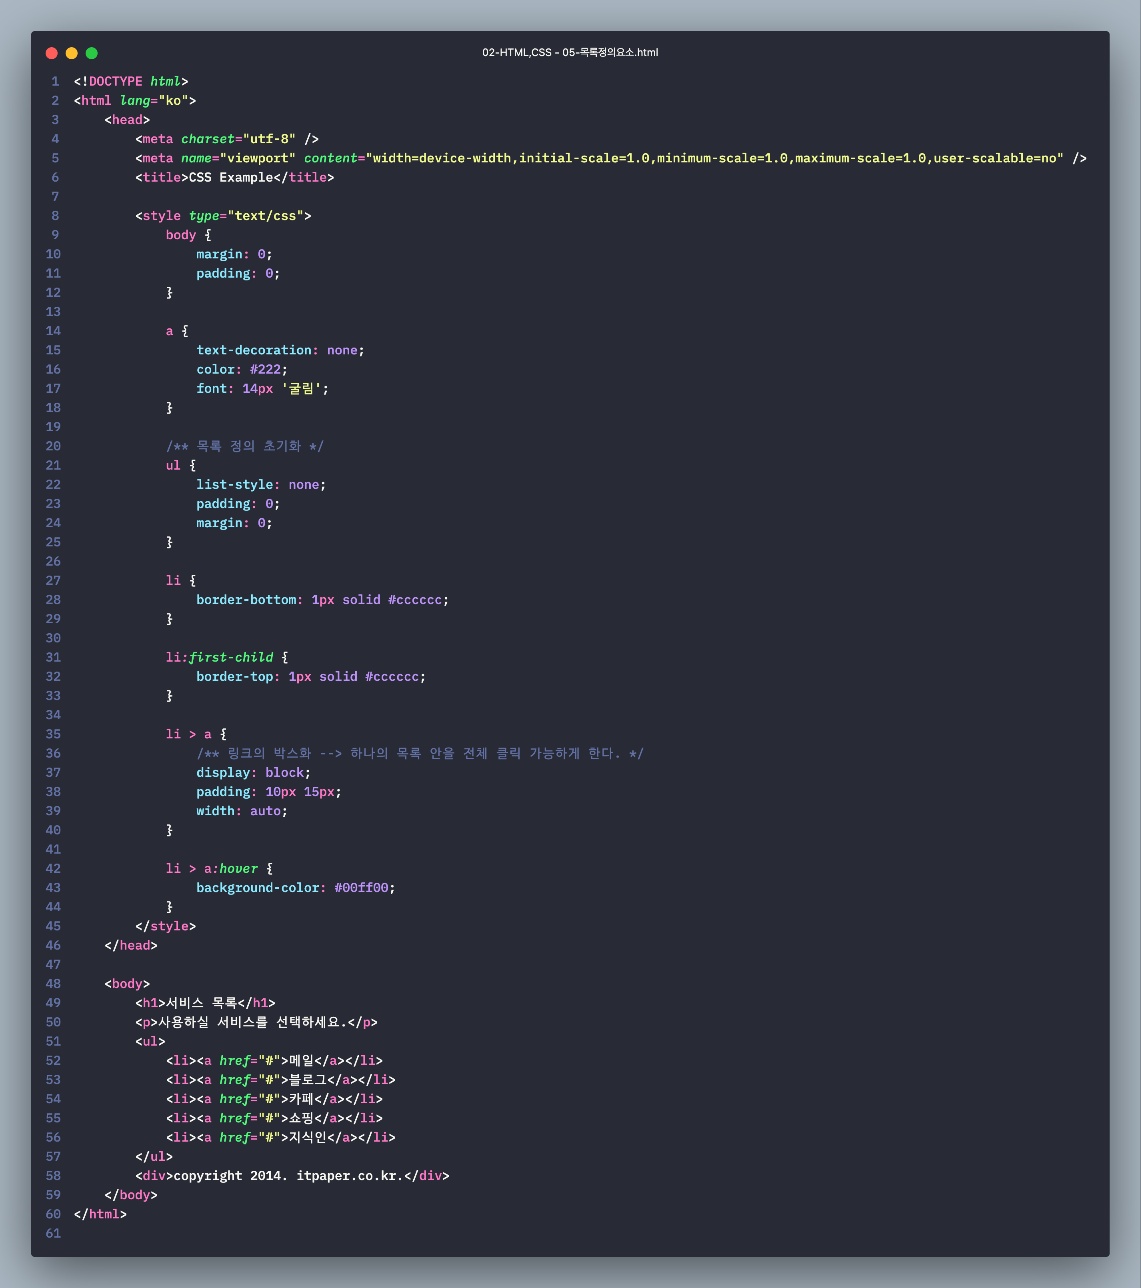 02-HTML,CSS - 05-목록정의요소.html
1 <!DOCTYPE html>
2 <html lang="ko">
3     <head>
4         <meta charset="utf-8" />
5         <meta name="viewport" content="width=device-width,initial-scale=1.0,minimum-scale=1.0,maximum-scale=1.0,user-scalable=no" />
6         <title>CSS Example</title>
7
8         <style type="text/css">
9             body {
10                 margin: 0;
11                 padding: 0;
12             }
13
14             a {
15                 text-decoration: none;
16                 color: #222;
17                 font: 14px '굴림';
18             }
19
20             /** 목록 정의 초기화 */
21             ul {
22                 list-style: none;
23                 padding: 0;
24                 margin: 0;
25             }
26
27             li {
28                 border-bottom: 1px solid #cccccc;
29             }
30
31             li:first-child {
32                 border-top: 1px solid #cccccc;
33             }
34
35             li > a {
36                 /** 링크의 박스화 --> 하나의 목록 안을 전체 클릭 가능하게 한다. */
37                 display: block;
38                 padding: 10px 15px;
39                 width: auto;
40             }
41
42             li > a:hover {
43                 background-color: #00ff00;
44             }
45         </style>
46     </head>
47
48     <body>
49         <h1>서비스 목록</h1>
50         <p>사용하실 서비스를 선택하세요.</p>
51         <ul>
52             <li><a href="#">메일</a></li>
53             <li><a href="#">블로그</a></li>
54             <li><a href="#">카페</a></li>
55             <li><a href="#">쇼핑</a></li>
56             <li><a href="#">지식인</a></li>
57         </ul>
58         <div>copyright 2014. itpaper.co.kr.</div>
59     </body>
60 </html>
61